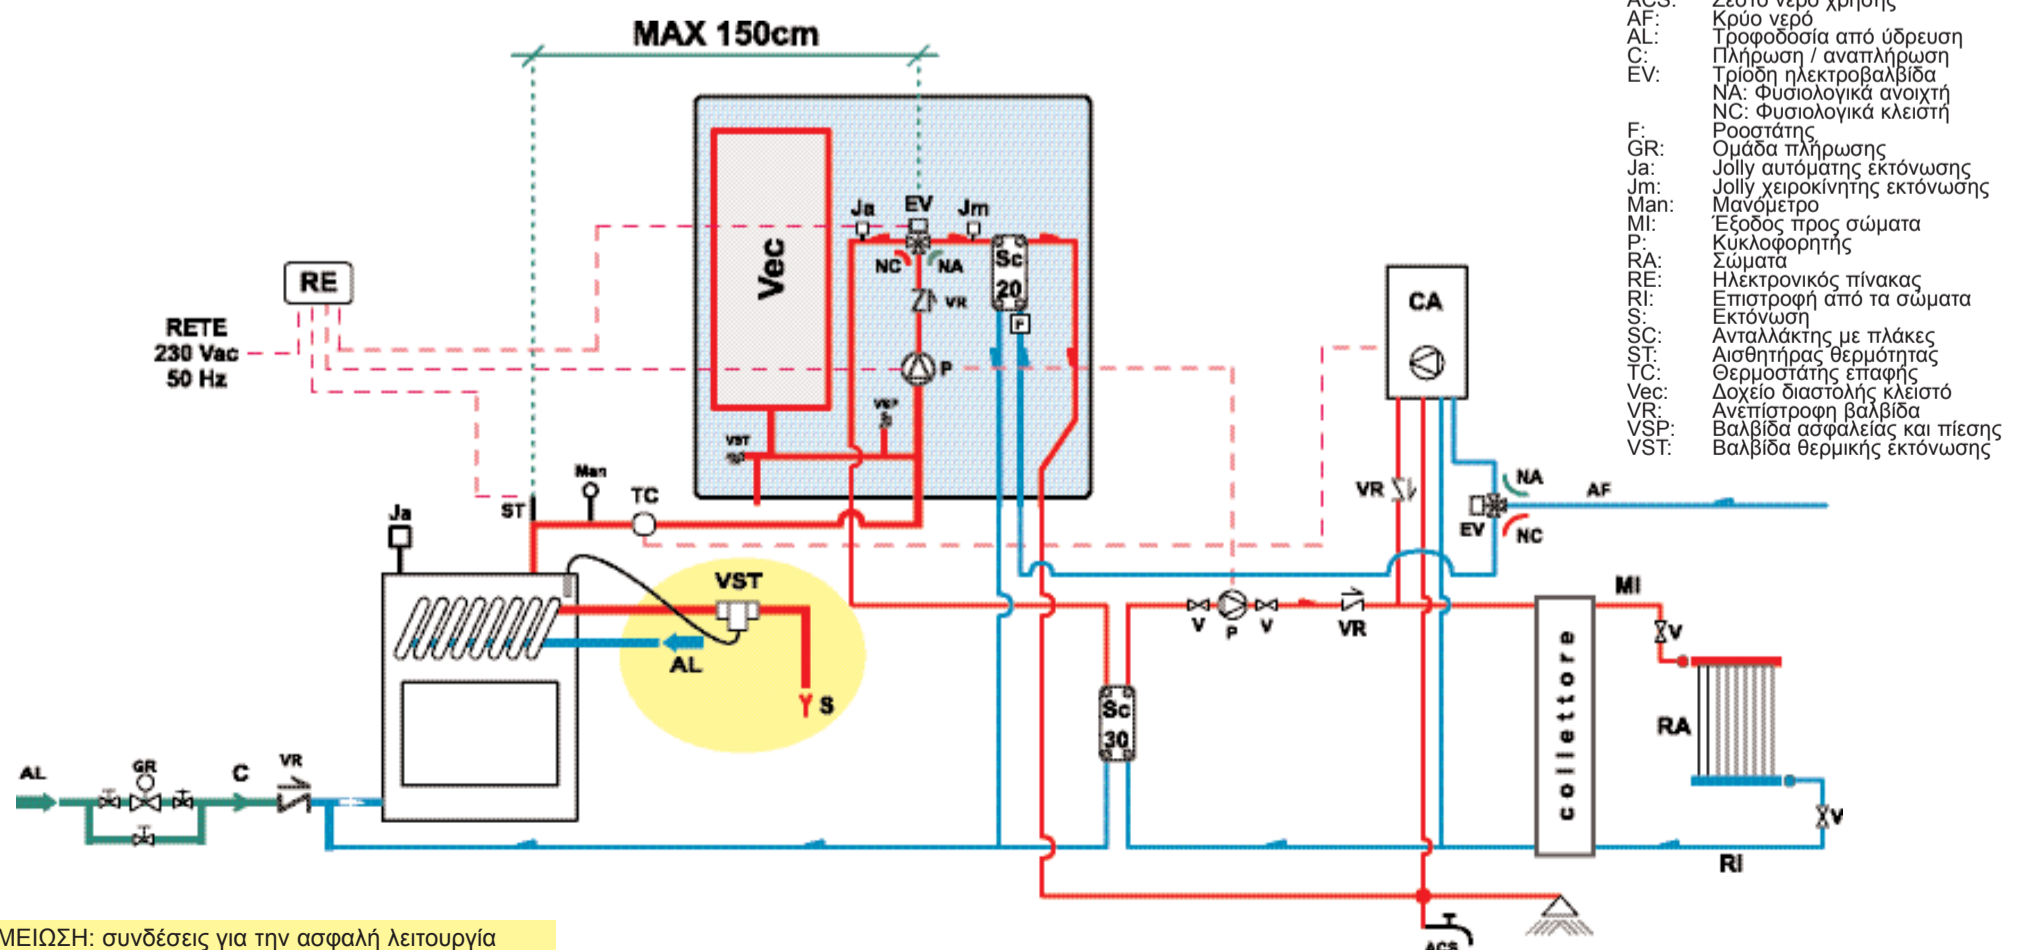 MAX 150cm
ACS: Ζεστό νερό χρήσης
AF: Κρύο νερό
AL: Τροφοδοσία από ύδρευση
C: Πλήρωση / αναπλήρωση
EV: Τρίοδη ηλεκτροβαλβίδα
NA: Φυσιολογικά ανοιχτή
NC: Φυσιολογικά κλειστή
F: Ροοστάτης
GR: Ομάδα πλήρωσης
Ja: Jolly αυτόματης εκτόνωσης
Jm: Jolly χειροκίνητης εκτόνωσης
Man: Μανόμετρο
MI: Έξοδος προς σώματα
P: Κυκλοφορητής
RA: Σώματα
RE: Ηλεκτρονικός πίνακας
RI: Επιστροφή από τα σώματα
S: Εκτόνωση
SC: Ανταλλάκτης με πλάκες
ST: Αισθητήρας θερμότητας
TC: Θερμοστάτης επαφής
Vec: Δοχείο διαστολής κλειστό
VR: Ανεπίστροφη βαλβίδα
VSP: Βαλβίδα ασφαλείας και πίεσης
VST: Βαλβίδα θερμικής εκτόνωσης
Ja EV Jm
Vec
NC NA
Sc
20
VR
F
P
VSP
VST
RE
RETE
230 Vac
50 Hz
CA
VR
NA
AF
EV
NC
Man
TC
ST
Ja
VST
AL
S
MI
V P V VR
V
collettore
RA
Sc
30
V
RI
AL GR C VR
ACS
ΜΕΙΩΣΗ: συνδέσεις για την ασφαλή λειτουργία